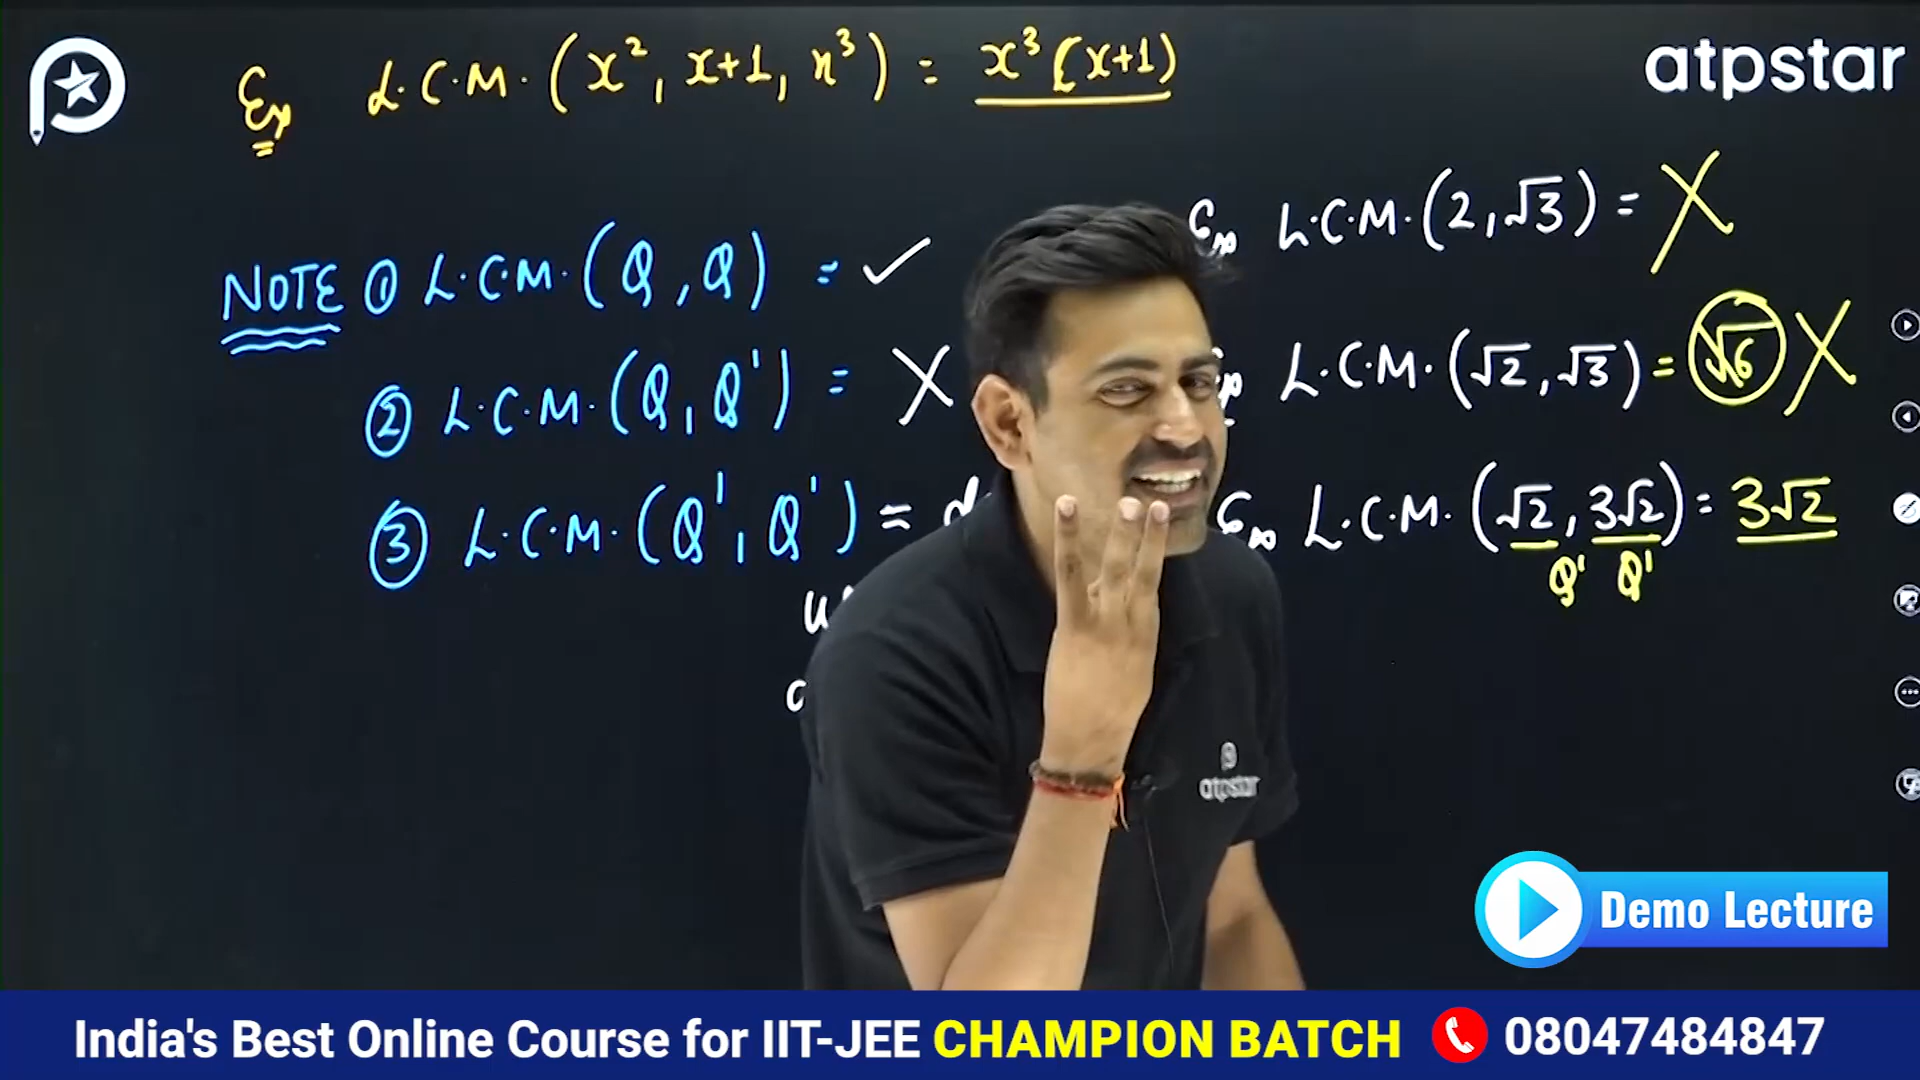 atpstar
Ex L.C.M. (x², x+1, x³) = x³(x+1)
NOTE ① L.C.M. (Q, Q) = ✓
② L.C.M. (Q, Q') = X
③ L.C.M. (Q', Q') =
Ex L.C.M. (2, √3) = X
L.C.M. (√2, √3) = √6 X
Ex L.C.M. (√2, 3√2) = 3√2
Q' Q'
atpstar
Demo Lecture
India's Best Online Course for IIT-JEE CHAMPION BATCH 08047484847